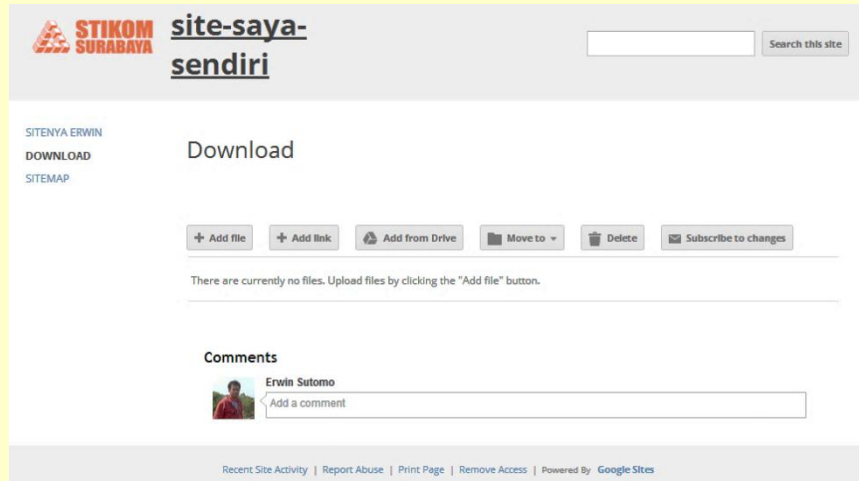 STIKOM
SURABAYA
site-saya-
sendiri
Search this site
SITENYA ERWIN
DOWNLOAD
SITEMAP
Download
Add file
Add link
Add from Drive
Move to
Delete
Subscribe to changes
There are currently no files. Upload files by clicking the "Add file" button.
Comments
Erwin Sutomo
Add a comment
Recent Site Activity | Report Abuse | Print Page | Remove Access | Powered By Google Sites